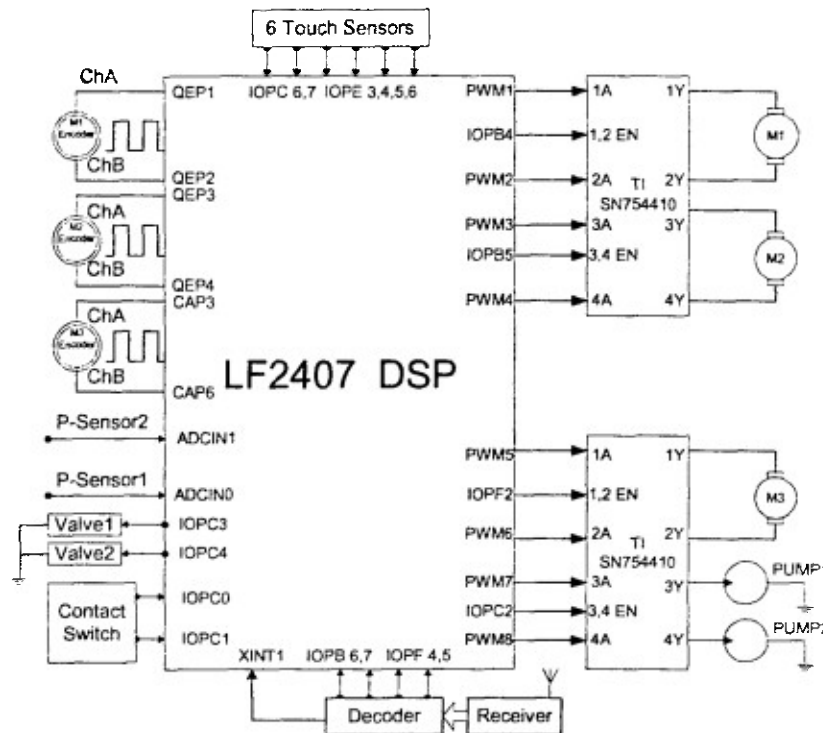 6 Touch Sensors
ChA
QEP1
IOPC 6,7 IOPE 3,4,5,6
PWM1
1A
1Y
M1
Encoder
M1
IOPB4
1,2 EN
ChB
QEP2
PWM2
2A
2Y
QEP3
TI
SN754410
ChA
PWM3
3A
3Y
M2
Encoder
IOPB5
3,4 EN
M2
ChB
QEP4
PWM4
4A
4Y
CAP3
ChA
M3
Encoder
ChB
LF2407 DSP
CAP6
P-Sensor2
ADCIN1
PWM5
1A
1Y
P-Sensor1
ADCIN0
IOPF2
1,2 EN
M3
Valve1
IOPC3
PWM6
2A
2Y
Valve2
IOPC4
TI
SN754410
PUMP1
PWM7
3A
3Y
Contact
Switch
IOPC0
IOPC2
3,4 EN
IOPC1
PWM8
4A
4Y
PUMP2
XINT1
IOPB 6,7 IOPF 4,5
Decoder
Receiver